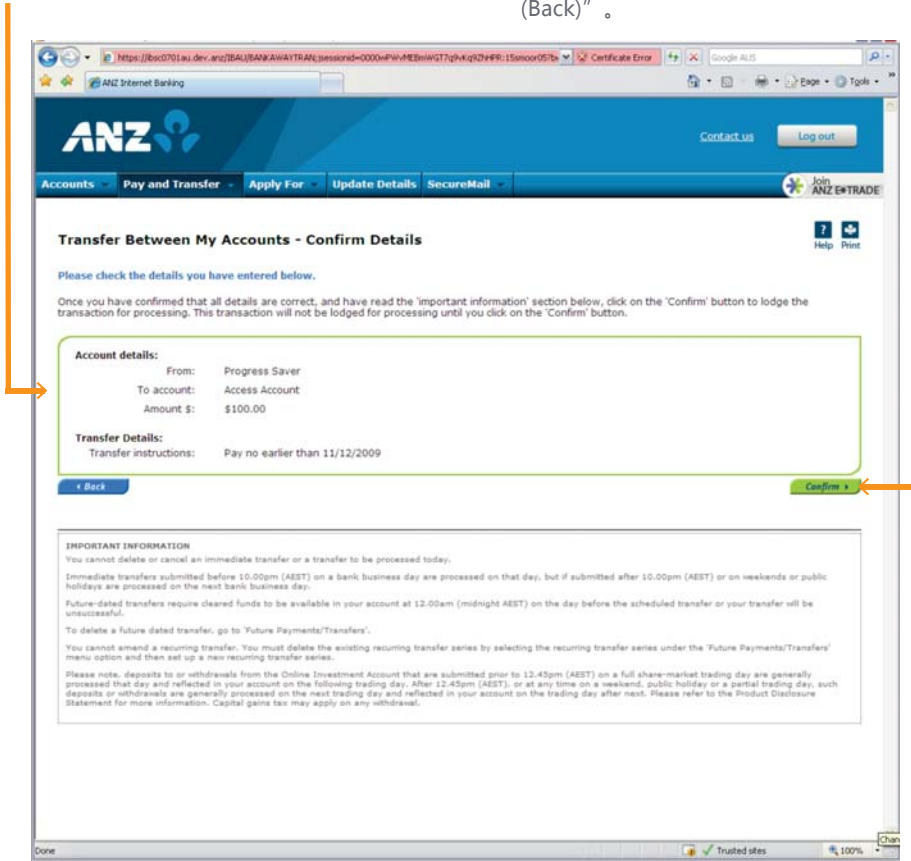 (Back)” 。
Certificate Error
Google AUS
ANZ Internet Banking
Page
Tools
ANZ
Contact us
Log out
Accounts
Pay and Transfer
Apply For
Update Details
SecureMail
Join
ANZ E*TRADE
Transfer Between My Accounts - Confirm Details
Help Print
Please check the details you have entered below.
Once you have confirmed that all details are correct, and have read the 'important information' section below, click on the 'Confirm' button to lodge the
transaction for processing. This transaction will not be lodged for processing until you click on the 'Confirm' button.
Account details:
From: Progress Saver
To account: Access Account
Amount $: $100.00
Transfer Details:
Transfer instructions: Pay no earlier than 11/12/2009
Back
Confirm
IMPORTANT INFORMATION
You cannot delete or cancel an immediate transfer or a transfer to be processed today.
Immediate transfers submitted before 10.00pm (AEST) on a bank business day are processed on that day, but if submitted after 10.00pm (AEST) or on weekends or public
holidays are processed on the next bank business day.
Future-dated transfers require cleared funds to be available in your account at 12.00am (midnight AEST) on the day before the scheduled transfer or your transfer will be
unsuccessful.
To delete a future dated transfer, go to 'Future Payments/Transfers'.
You cannot amend a recurring transfer. You must delete the existing recurring transfer series by selecting the recurring transfer series under the 'Future Payments/Transfers'
menu option and then set up a new recurring transfer series.
Please note, deposits to or withdrawals from the Online Investment Account that are submitted prior to 12.45pm (AEST) on a full share-market trading day are generally
processed that day and reflected in your account on the following trading day. After 12.45pm (AEST), or at any time on a weekend, public holiday or a partial trading day, such
deposits or withdrawals are generally processed on the next trading day and reflected in your account on the trading day after next. Please refer to the Product Disclosure
Statement for more information. Capital gains tax may apply on any withdrawal.
Done
Trusted sites
100%